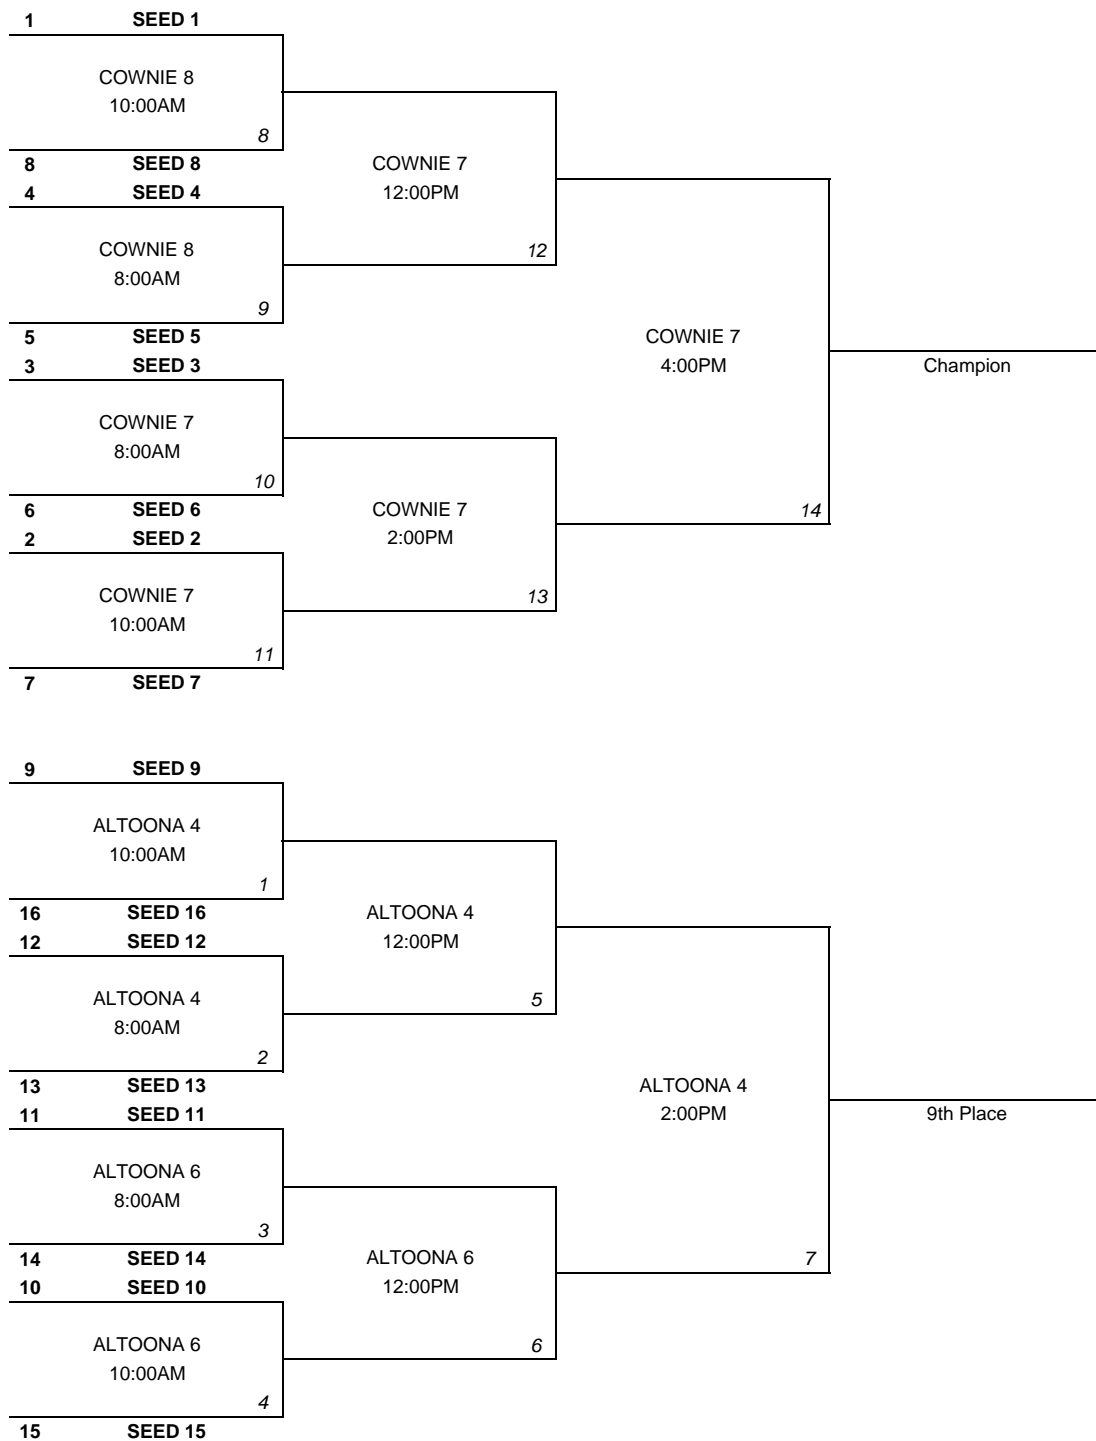 1 SEED 1
COWNIE 8
10:00AM
8
8 SEED 8
COWNIE 7
4 SEED 4
12:00PM
COWNIE 8
12
8:00AM
9
5 SEED 5
COWNIE 7
3 SEED 3
4:00PM
Champion
COWNIE 7
8:00AM
10
6 SEED 6
COWNIE 7
14
2 SEED 2
2:00PM
COWNIE 7
13
10:00AM
11
7 SEED 7
9 SEED 9
ALTOONA 4
10:00AM
1
16 SEED 16
ALTOONA 4
12 SEED 12
12:00PM
ALTOONA 4
5
8:00AM
2
13 SEED 13
ALTOONA 4
11 SEED 11
2:00PM
9th Place
ALTOONA 6
8:00AM
3
14 SEED 14
ALTOONA 6
7
10 SEED 10
12:00PM
ALTOONA 6
6
10:00AM
4
15 SEED 15